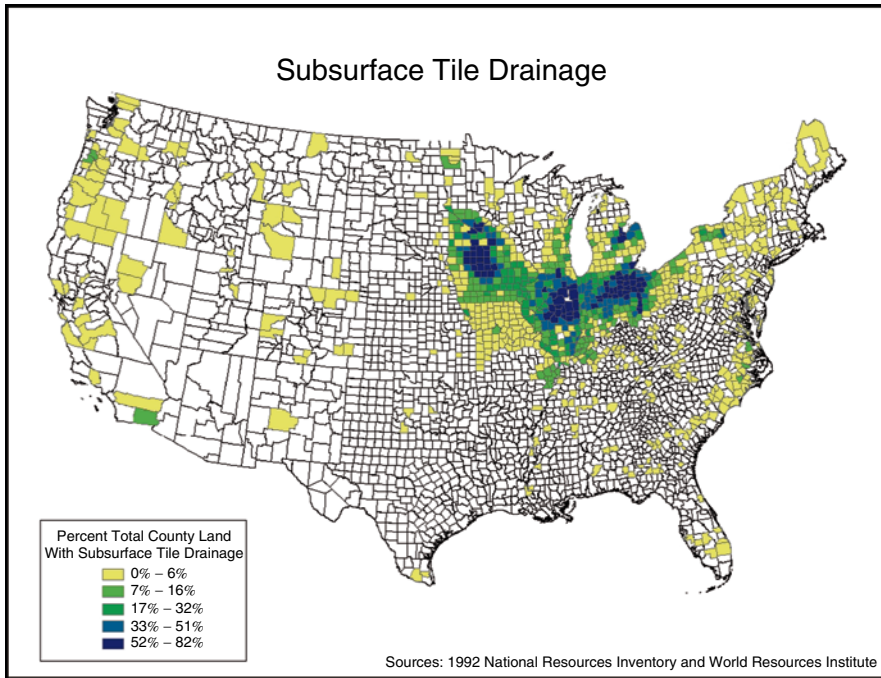 Subsurface Tile Drainage
Percent Total County Land
With Subsurface Tile Drainage
0% – 6%
7% – 16%
17% – 32%
33% – 51%
52% – 82%
Sources: 1992 National Resources Inventory and World Resources Institute